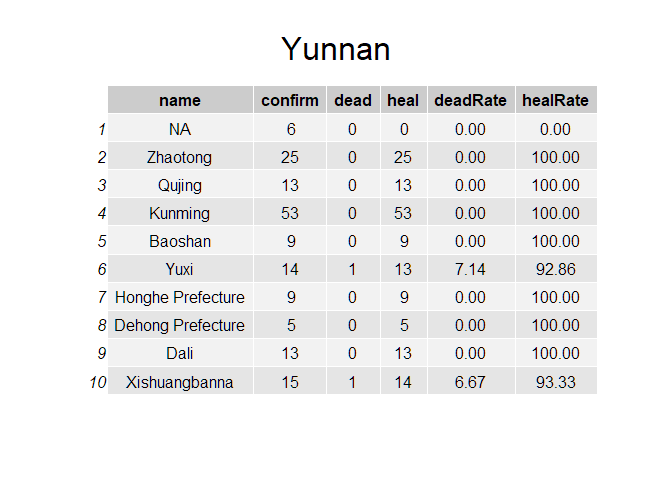 Yunnan
name confirm dead heal deadRate healRate
1 NA 6 0 0 0.00 0.00
2 Zhaotong 25 0 25 0.00 100.00
3 Qujing 13 0 13 0.00 100.00
4 Kunming 53 0 53 0.00 100.00
5 Baoshan 9 0 9 0.00 100.00
6 Yuxi 14 1 13 7.14 92.86
7 Honghe Prefecture 9 0 9 0.00 100.00
8 Dehong Prefecture 5 0 5 0.00 100.00
9 Dali 13 0 13 0.00 100.00
10 Xishuangbanna 15 1 14 6.67 93.33